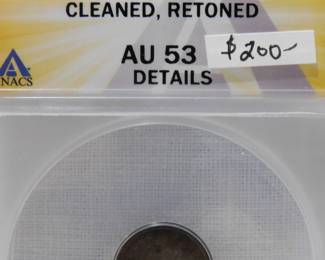 CLEANED, RETONED
AU 53
$200-
DETAILS
NACS